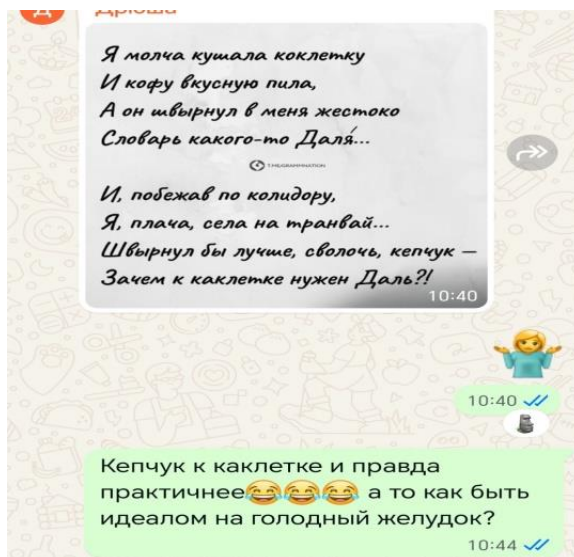 Дрюша
Я молча кушала коклетку
И кофу вкусную пила,
А он швырнул в меня жестоко
Словарь какого-то Даля́...
И, побежав по колидору,
Я, плача, села на транвай...
Швырнул бы лучше, сволочь, кепчук —
Зачем к каклетке нужен Даль?!
10:40
10:40
Кепчук к каклетке и правда
практичнее😂😂😂 а то как быть
идеалом на голодный желудок?
10:44